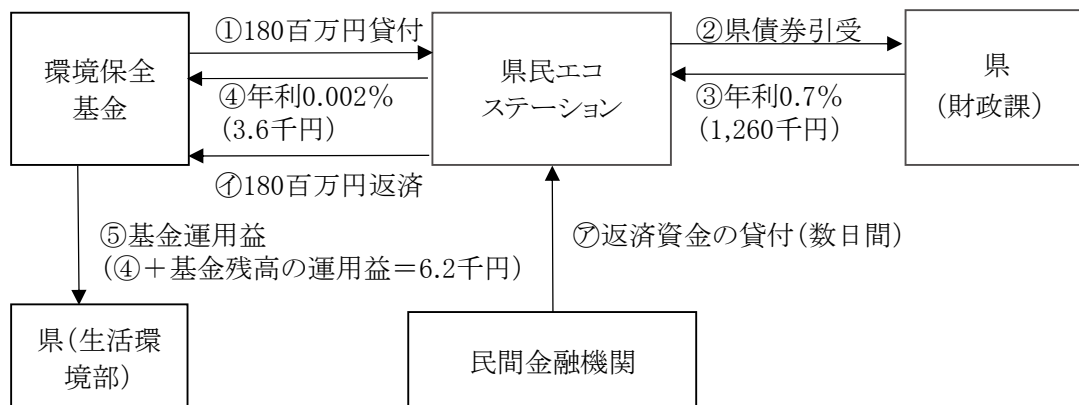 ①180百万円貸付
②県債券引受
環境保全
基金
県民エコ
ステーション
県
（財政課）
④年利0.002％
（3.6千円）
③年利0.7％
（1,260千円）
㋑180百万円返済
⑤基金運用益
（④＋基金残高の運用益＝6.2千円）
㋐返済資金の貸付（数日間）
県（生活環
境部）
民間金融機関